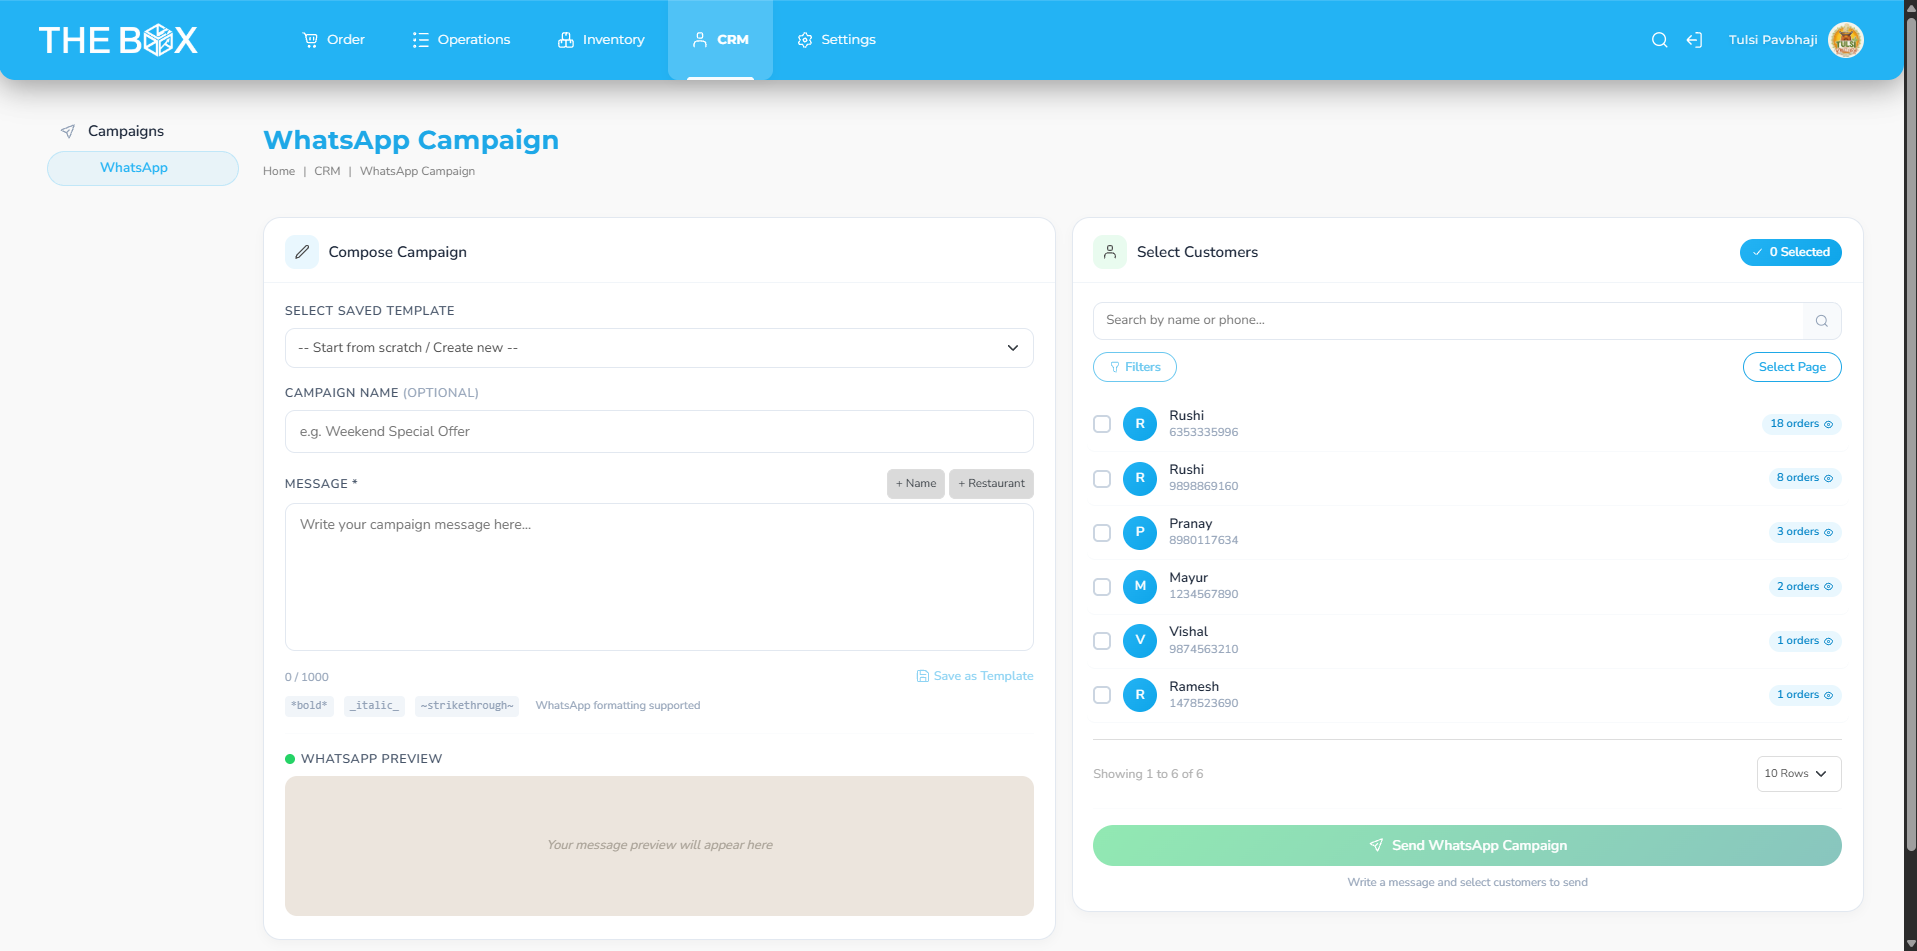 THE BOX
Order
Operations
Inventory
CRM
Settings
Tulsi Pavbhaji
TULSI
Campaigns
WhatsApp
WhatsApp Campaign
Home | CRM | WhatsApp Campaign
Compose Campaign
SELECT SAVED TEMPLATE
-- Start from scratch / Create new --
CAMPAIGN NAME (OPTIONAL)
e.g. Weekend Special Offer
MESSAGE *
+ Name
+ Restaurant
Write your campaign message here...
0 / 1000
Save as Template
*bold*
_italic_
~strikethrough~
WhatsApp formatting supported
WHATSAPP PREVIEW
Your message preview will appear here
Select Customers
0 Selected
Search by name or phone...
Filters
Select Page
R
Rushi
6353335996
18 orders
R
Rushi
9898869160
8 orders
P
Pranay
8980117634
3 orders
M
Mayur
1234567890
2 orders
V
Vishal
9874563210
1 orders
R
Ramesh
1478523690
1 orders
Showing 1 to 6 of 6
10 Rows
Send WhatsApp Campaign
Write a message and select customers to send